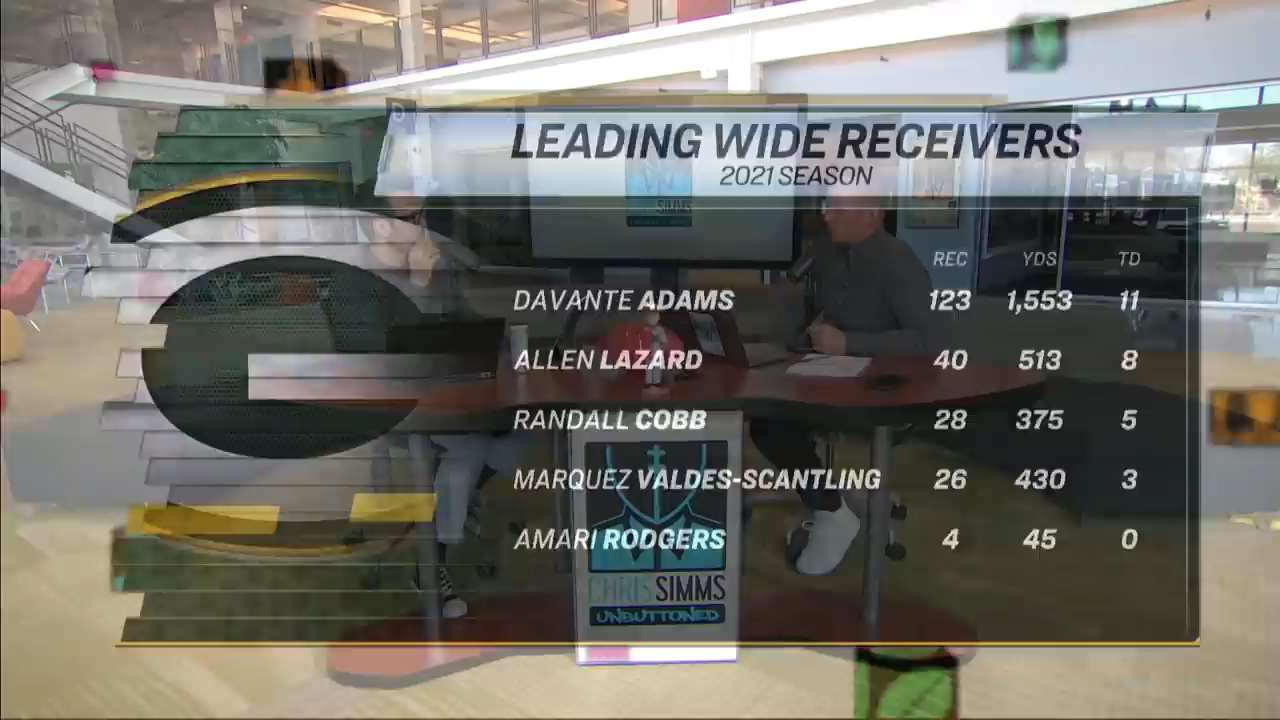 LEADING WIDE RECEIVERS
2021 SEASON
SIMMS
REC YDS TD
DAVANTE ADAMS 123 1,553 11
ALLEN LAZARD 40 513 8
RANDALL COBB 28 375 5
MARQUEZ VALDES-SCANTLING 26 430 3
AMARI RODGERS 4 45 0
CHRIS SIMMS
UNBUTTONED